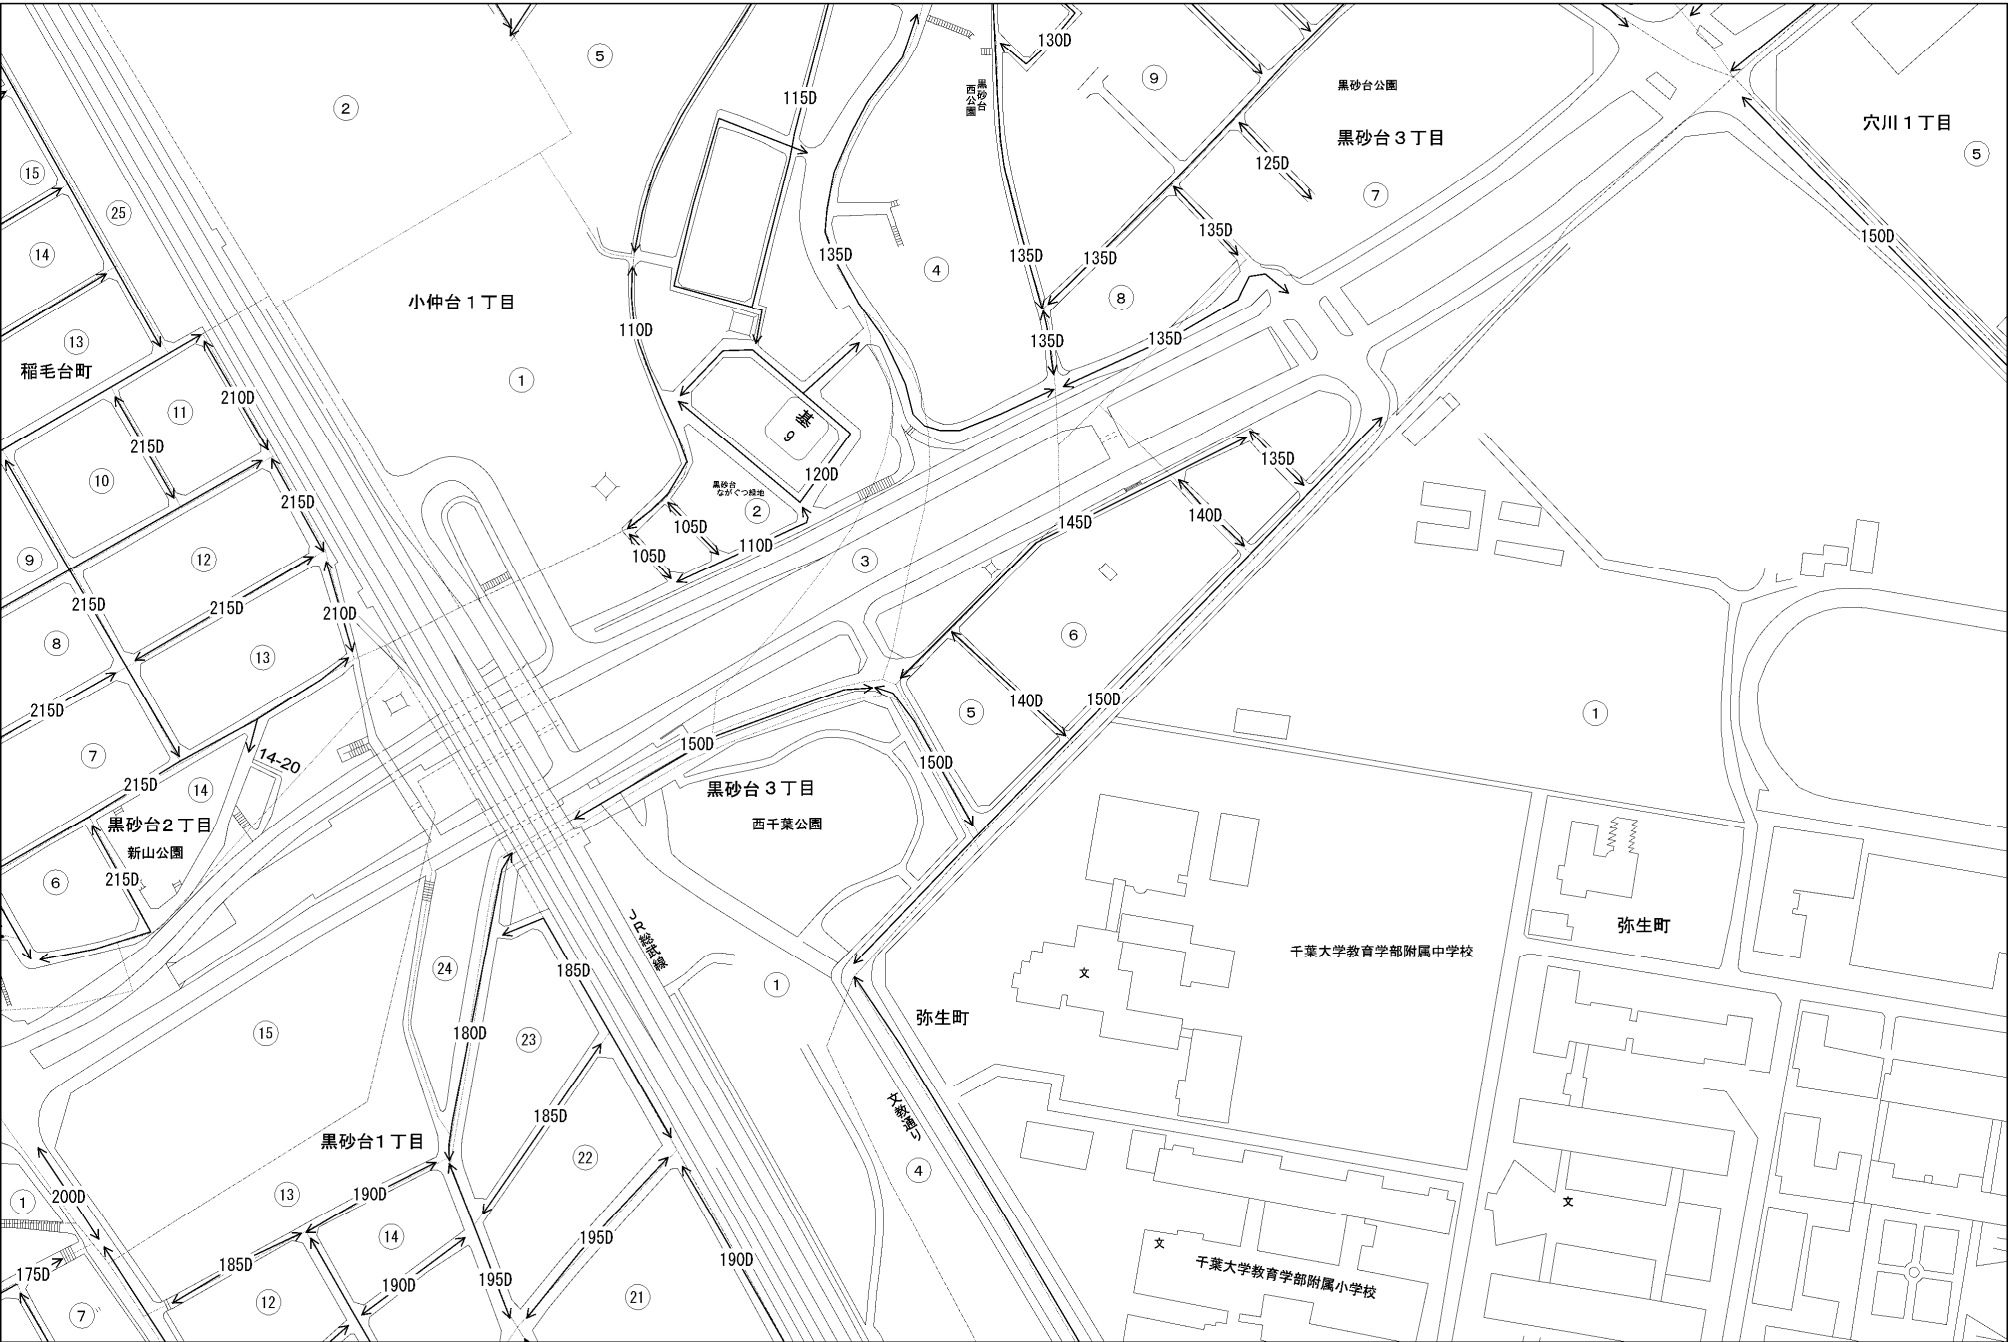 130D
5
黒砂台
西公園
9
黒砂台公園
2
115D
穴川1丁目
黒砂台3丁目
5
125D
15
7
25
135D
150D
14
135D
135D
135D
4
8
小仲台1丁目
110D
135D
135D
13
稲毛台町
1
210D
11
墓
9
215D
135D
120D
10
黒砂台
ながぐつ緑地
2
215D
140D
145D
105D
110D
105D
3
9
12
215D
215D
210D
8
6
13
140D
150D
215D
5
1
150D
7
14-20
150D
215D
14
黒砂台3丁目
黒砂台2丁目
西千葉公園
新山公園
6
215D
弥生町
JR総武線
千葉大学教育学部附属中学校
24
185D
文
1
弥生町
15
180D
23
文教通り
185D
黒砂台1丁目
22
4
200D
1
13
190D
文
14
195D
文
185D
190D
175D
195D
190D
千葉大学教育学部附属小学校
7
12
21